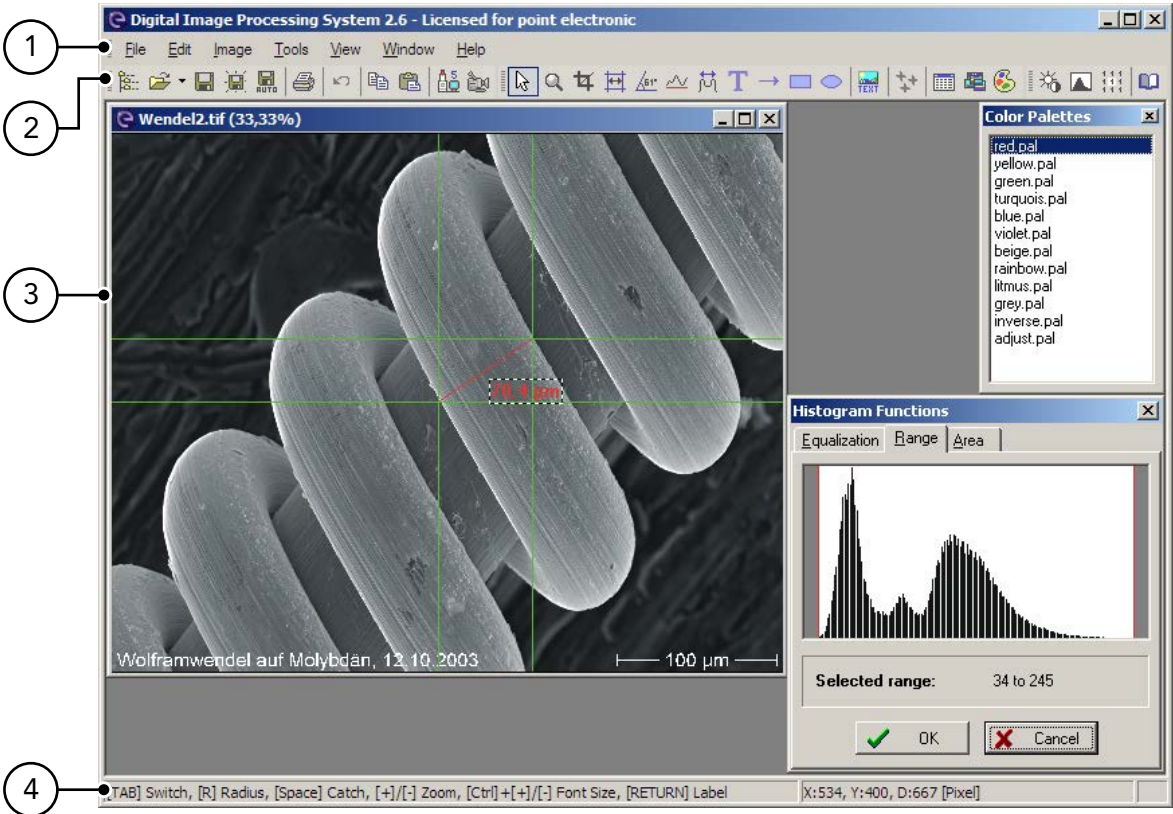 Digital Image Processing System 2.6 - Licensed for point electronic
1
File Edit Image Tools View Window Help
2
AUTO
61°
T
TEXT
Wendel2.tif (33,33%)
Color Palettes
red.pal
yellow.pal
green.pal
turquois.pal
blue.pal
violet.pal
beige.pal
rainbow.pal
litmus.pal
grey.pal
inverse.pal
adjust.pal
3
70.4 µm
Histogram Functions
Equalization Range Area
Wolframwendel auf Molybdän, 12.10.2003
100 µm
Selected range: 34 to 245
OK Cancel
4
[TAB] Switch, [R] Radius, [Space] Catch, [+]/[-] Zoom, [Ctrl]+[+]/[-] Font Size, [RETURN] Label
X:534, Y:400, D:667 [Pixel]